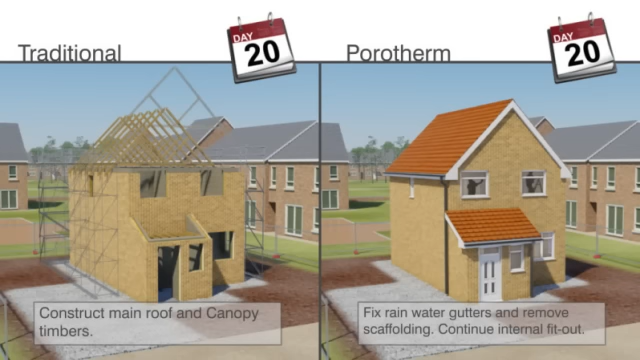 Traditional
DAY
20
Porotherm
DAY
20
Construct main roof and Canopy
timbers.
Fix rain water gutters and remove
scaffolding. Continue internal fit-out.